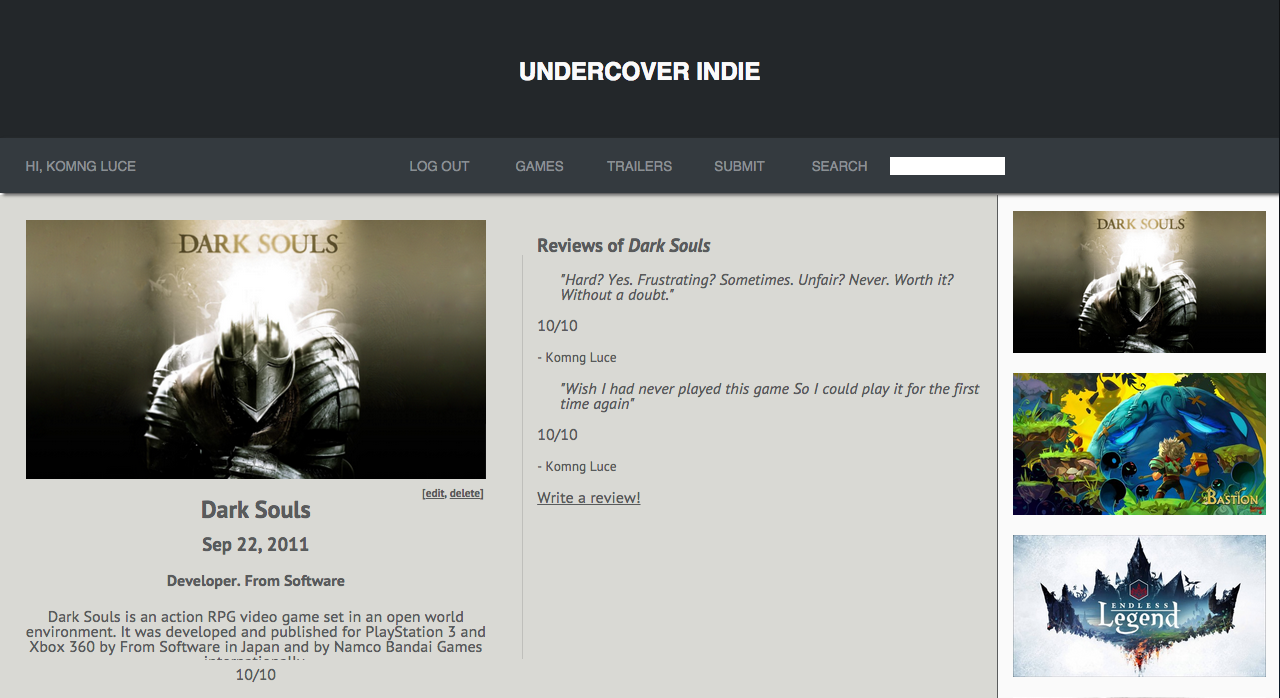 UNDERCOVER INDIE
HI, KOMNG LUCE
LOG OUT
GAMES
TRAILERS
SUBMIT
SEARCH
DARK SOULS
[edit, delete]
Dark Souls
Sep 22, 2011
Developer. From Software
Dark Souls is an action RPG video game set in an open world
environment. It was developed and published for PlayStation 3 and
Xbox 360 by From Software in Japan and by Namco Bandai Games
10/10
Reviews of Dark Souls
"Hard? Yes. Frustrating? Sometimes. Unfair? Never. Worth it?
Without a doubt."
10/10
- Komng Luce
"Wish I had never played this game So I could play it for the first
time again"
10/10
- Komng Luce
Write a review!
DARK SOULS
BASTION
ENDLESS
Legend